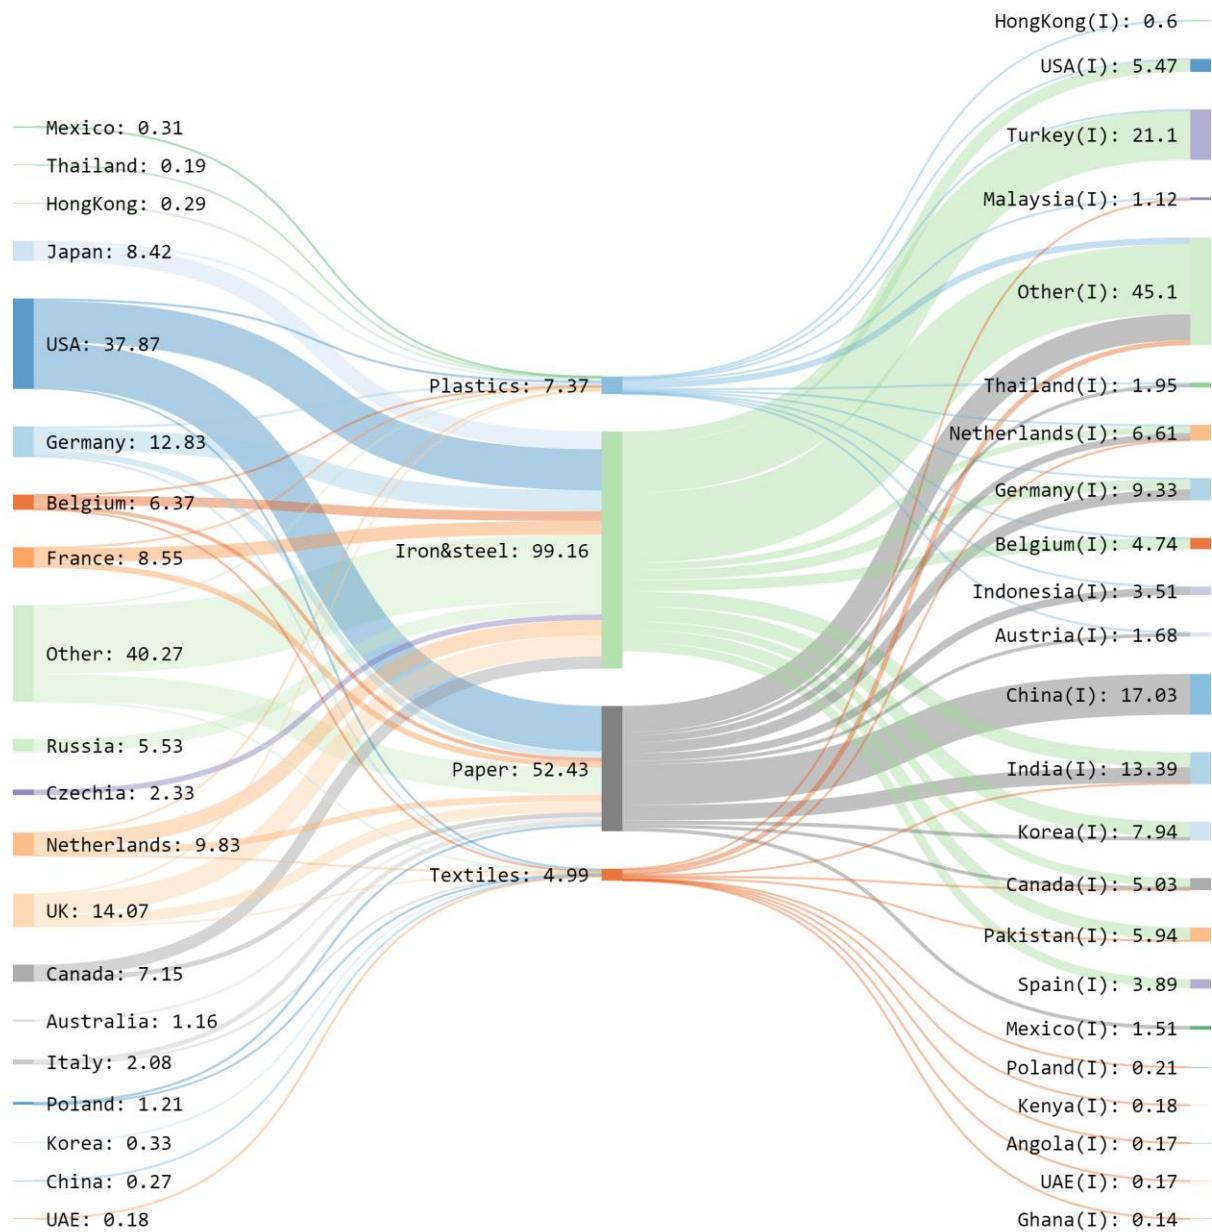 Mexico: 0.31
Thailand: 0.19
HongKong: 0.29
Japan: 8.42
USA: 37.87
Germany: 12.83
Belgium: 6.37
France: 8.55
Other: 40.27
Russia: 5.53
Czechia: 2.33
Netherlands: 9.83
UK: 14.07
Canada: 7.15
Australia: 1.16
Italy: 2.08
Poland: 1.21
Korea: 0.33
China: 0.27
UAE: 0.18
Plastics: 7.37
Iron&steel: 99.16
Paper: 52.43
Textiles: 4.99
HongKong(I): 0.6
USA(I): 5.47
Turkey(I): 21.1
Malaysia(I): 1.12
Other(I): 45.1
Thailand(I): 1.95
Netherlands(I): 6.61
Germany(I): 9.33
Belgium(I): 4.74
Indonesia(I): 3.51
Austria(I): 1.68
China(I): 17.03
India(I): 13.39
Korea(I): 7.94
Canada(I): 5.03
Pakistan(I): 5.94
Spain(I): 3.89
Mexico(I): 1.51
Poland(I): 0.21
Kenya(I): 0.18
Angola(I): 0.17
UAE(I): 0.17
Ghana(I): 0.14